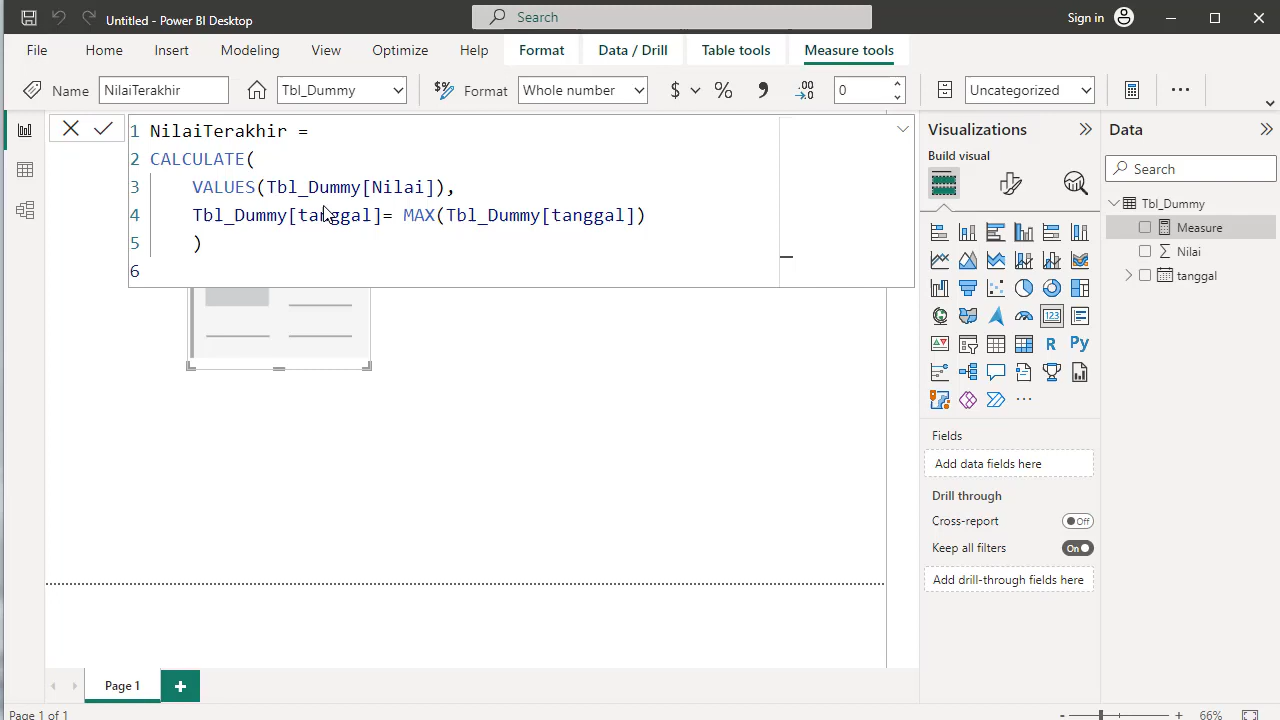 Untitled - Power BI Desktop
Search
Sign in
File Home Insert Modeling View Optimize Help Format Data / Drill Table tools Measure tools
Name NilaiTerakhir Tbl_Dummy Format Whole number $ % 9 .00 0 Uncategorized
1 NilaiTerakhir =
2 CALCULATE(
3 VALUES(Tbl_Dummy[Nilai]),
4 Tbl_Dummy[tanggal]= MAX(Tbl_Dummy[tanggal])
5 )
6
Visualizations
Build visual
123
R Py
Fields
Add data fields here
Drill through
Cross-report Off
Keep all filters On
Add drill-through fields here
Data
Search
Tbl_Dummy
Measure
Σ Nilai
tanggal
Page 1
Page 1 of 1
- + 66%